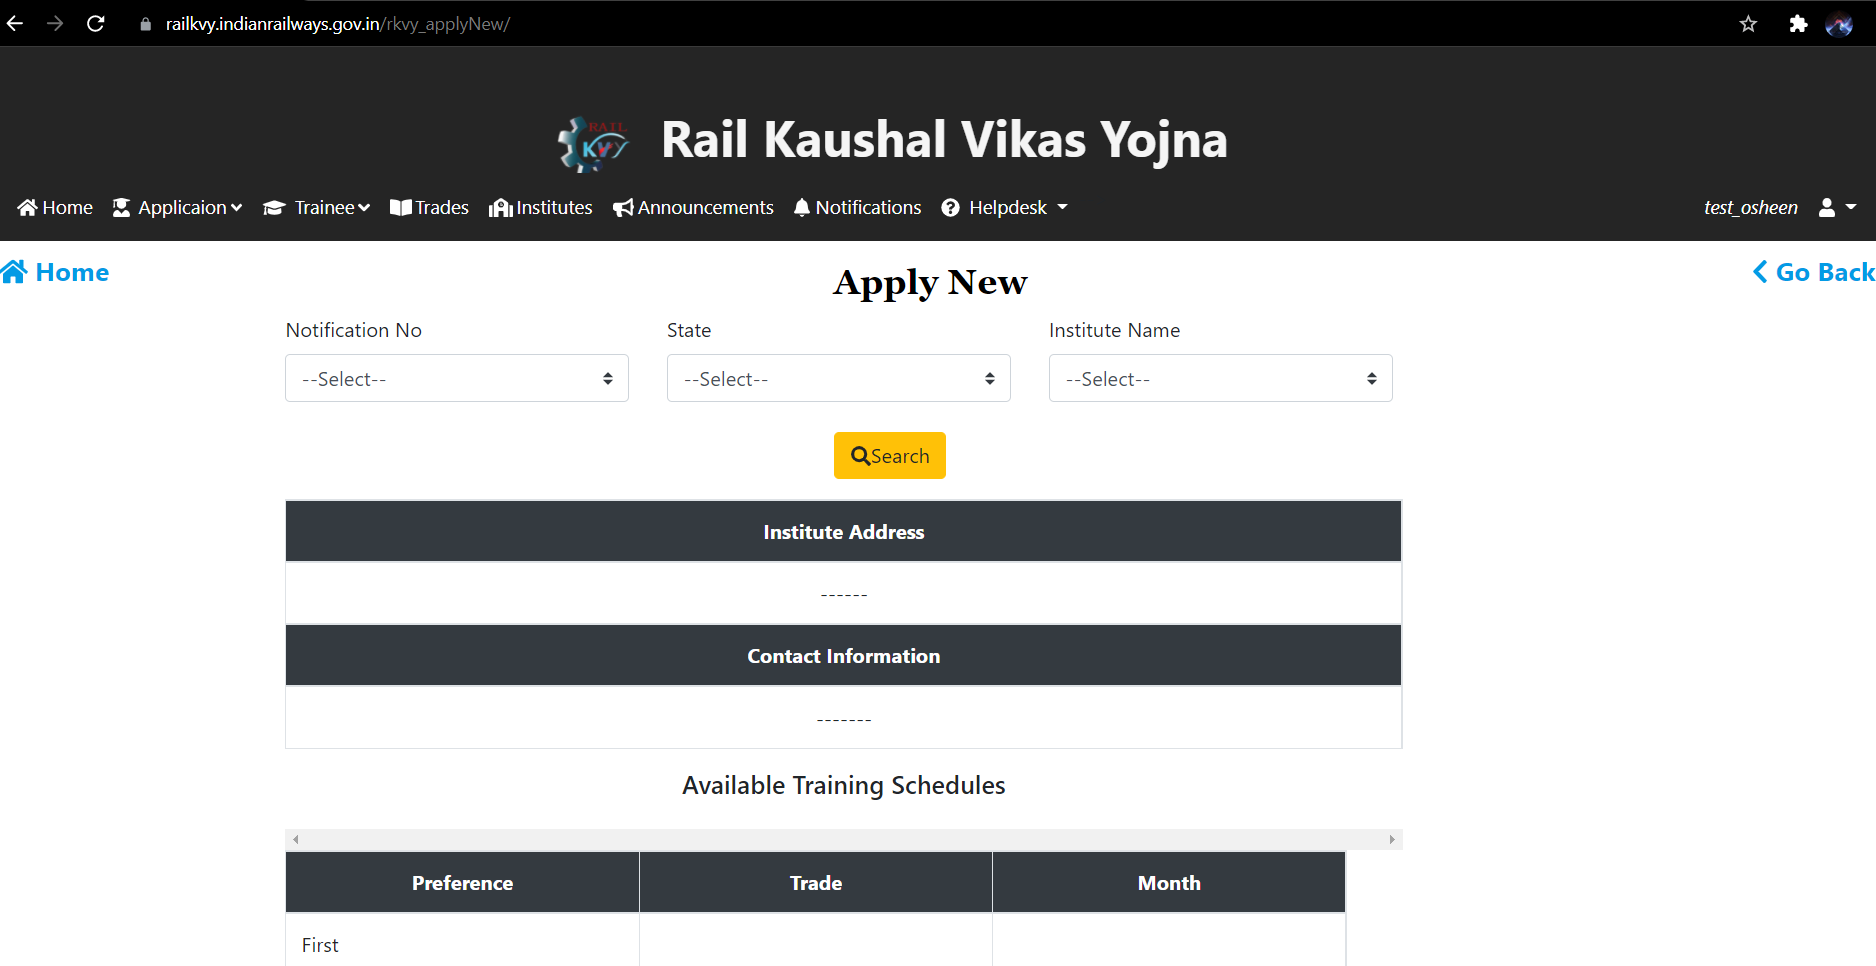 railkvy.indianrailways.gov.in/rkvy_applyNew/
RAIL
KVY
Rail Kaushal Vikas Yojna
Home Applicaion Trainee Trades Institutes Announcements Notifications Helpdesk test_osheen
Home
Apply New
Go Back
Notification No State Institute Name
--Select-- --Select-- --Select--
Search
Institute Address
------
Contact Information
-------
Available Training Schedules
Preference Trade Month
First